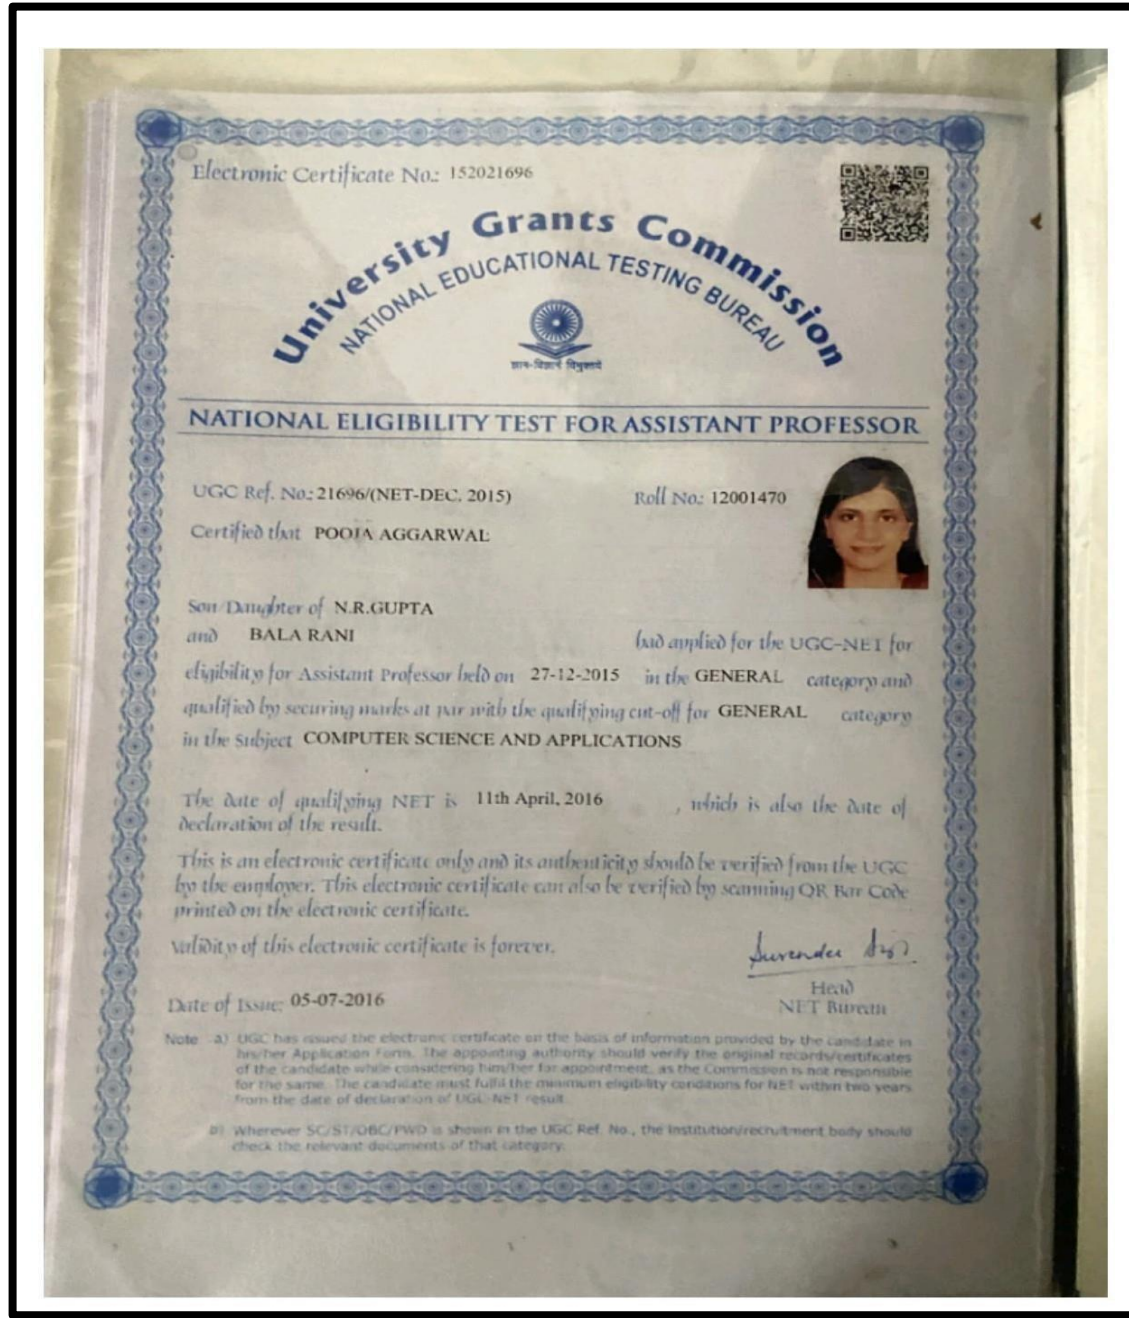 Electronic Certificate No.: 152021696
University Grants Commission
NATIONAL EDUCATIONAL TESTING BUREAU
ज्ञान-विज्ञानं विमुक्तये
NATIONAL ELIGIBILITY TEST FOR ASSISTANT PROFESSOR
UGC Ref. No.: 21696/(NET-DEC. 2015) Roll No.: 12001470
Certified that POOJA AGGARWAL
Son/Daughter of N.R.GUPTA
and BALA RANI had applied for the UGC-NET for
eligibility for Assistant Professor held on 27-12-2015 in the GENERAL category and
qualified by securing marks at par with the qualifying cut-off for GENERAL category
in the Subject COMPUTER SCIENCE AND APPLICATIONS
The date of qualifying NET is 11th April, 2016 , which is also the date of
declaration of the result.
This is an electronic certificate only and its authenticity should be verified from the UGC
by the employer. This electronic certificate can also be verified by scanning QR Bar Code
printed on the electronic certificate.
Validity of this electronic certificate is forever.
Surender
Head
Date of Issue: 05-07-2016 NET Bureau
Note a) UGC has issued the electronic certificate on the basis of information provided by the candidate in
his/her Application Form. The appointing authority should verify the original records/certificates
of the candidate while considering him/her for appointment, as the Commission is not responsible
for the same. The candidate must fulfil the minimum eligibility conditions for NET within two years
from the date of declaration of UGC-NET result.
b) Wherever SC/ST/OBC/PWD is shown in the UGC Ref. No., the institution/recruitment body should
check the relevant documents of that category.